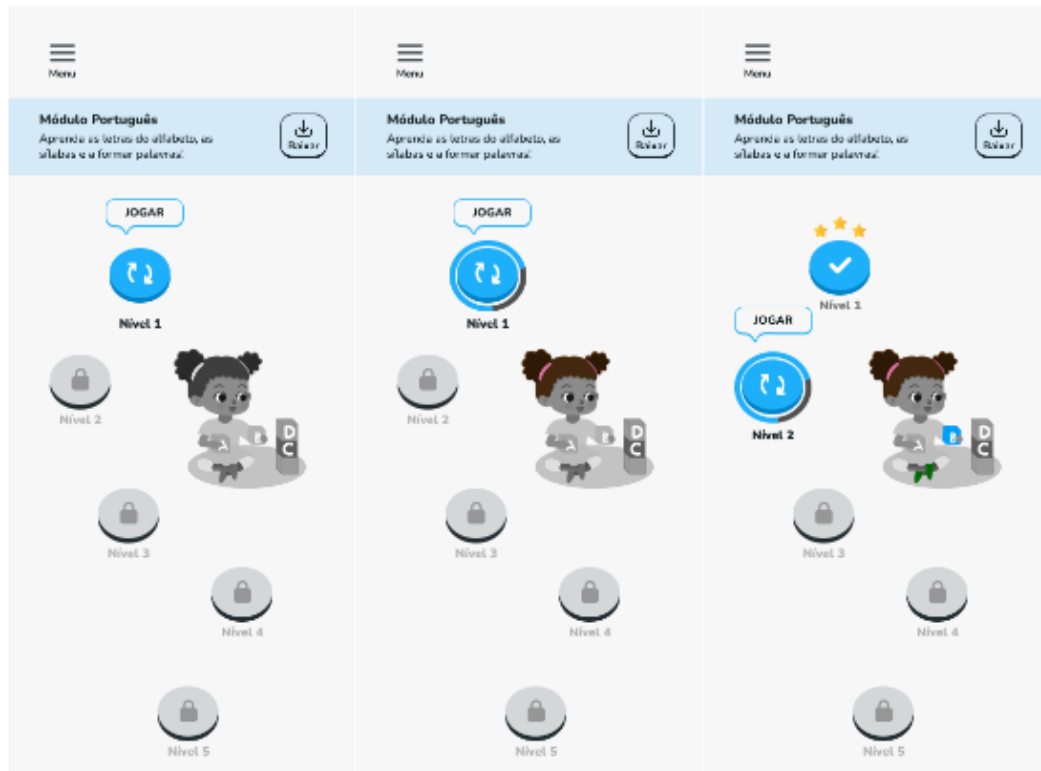 Menu
Módulo Português
Aprenda as letras do alfabeto, as
sílabas e a formar palavras!
Baixar
JOGAR
Nível 1
Nível 2
A
B
D
C
Nível 3
Nível 4
Nível 5
Menu
Módulo Português
Aprenda as letras do alfabeto, as
sílabas e a formar palavras!
Baixar
JOGAR
Nível 1
Nível 2
A
B
D
C
Nível 3
Nível 4
Nível 5
Menu
Módulo Português
Aprenda as letras do alfabeto, as
sílabas e a formar palavras!
Baixar
Nível 1
JOGAR
Nível 2
A
B
D
C
Nível 3
Nível 4
Nível 5